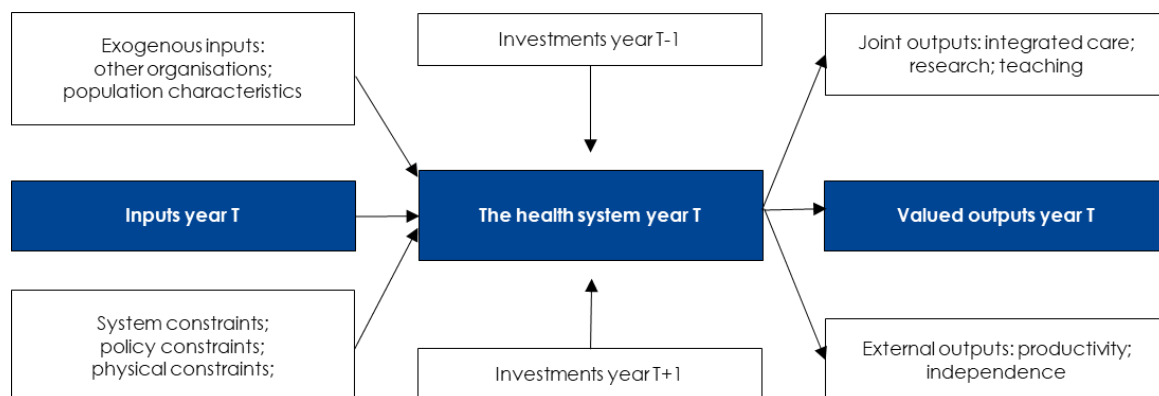 Exogenous inputs:
other organisations;
population characteristics
Investments year T-1
Joint outputs: integrated care;
research; teaching
Inputs year T
The health system year T
Valued outputs year T
System constraints;
policy constraints;
physical constraints;
Investments year T+1
External outputs: productivity;
independence